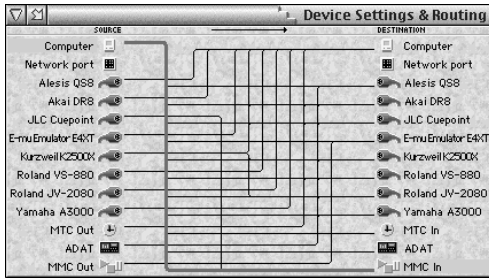 Device Settings & Routing
SOURCE DESTINATION
Computer Computer
Network port Network port
Alesis QS8 Alesis QS8
Akai DR8 Akai DR8
JLC Cuepoint JLC Cuepoint
E-mu Emulator E4XT E-mu Emulator E4XT
Kurzweil K2500X Kurzweil K2500X
Roland VS-880 Roland VS-880
Roland JV-2080 Roland JV-2080
Yamaha A3000 Yamaha A3000
MTC Out MTC In
ADAT ADAT
MMC Out MMC In